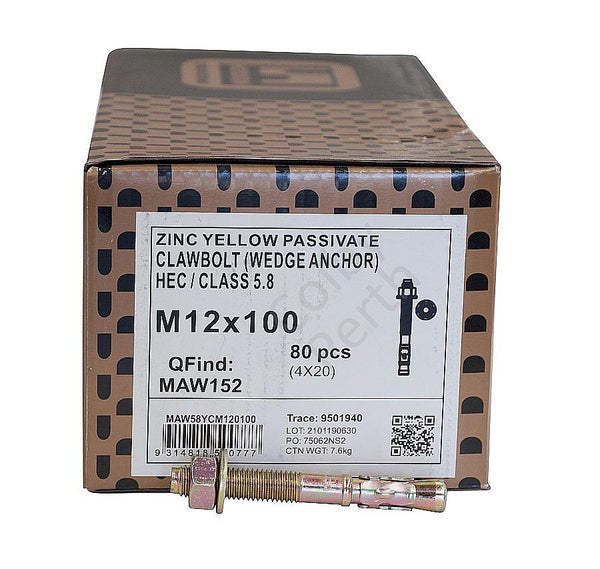 ZINC YELLOW PASSIVATE
CLAWBOLT (WEDGE ANCHOR)
HEC / CLASS 5.8
M12x100
QFind:
MAW152
80 pcs
(4X20)
MAW58YCM120100
Trace: 9501940
LOT: 2101190630
PO: 75062NS2
CTN WGT: 7.6kg
Perth